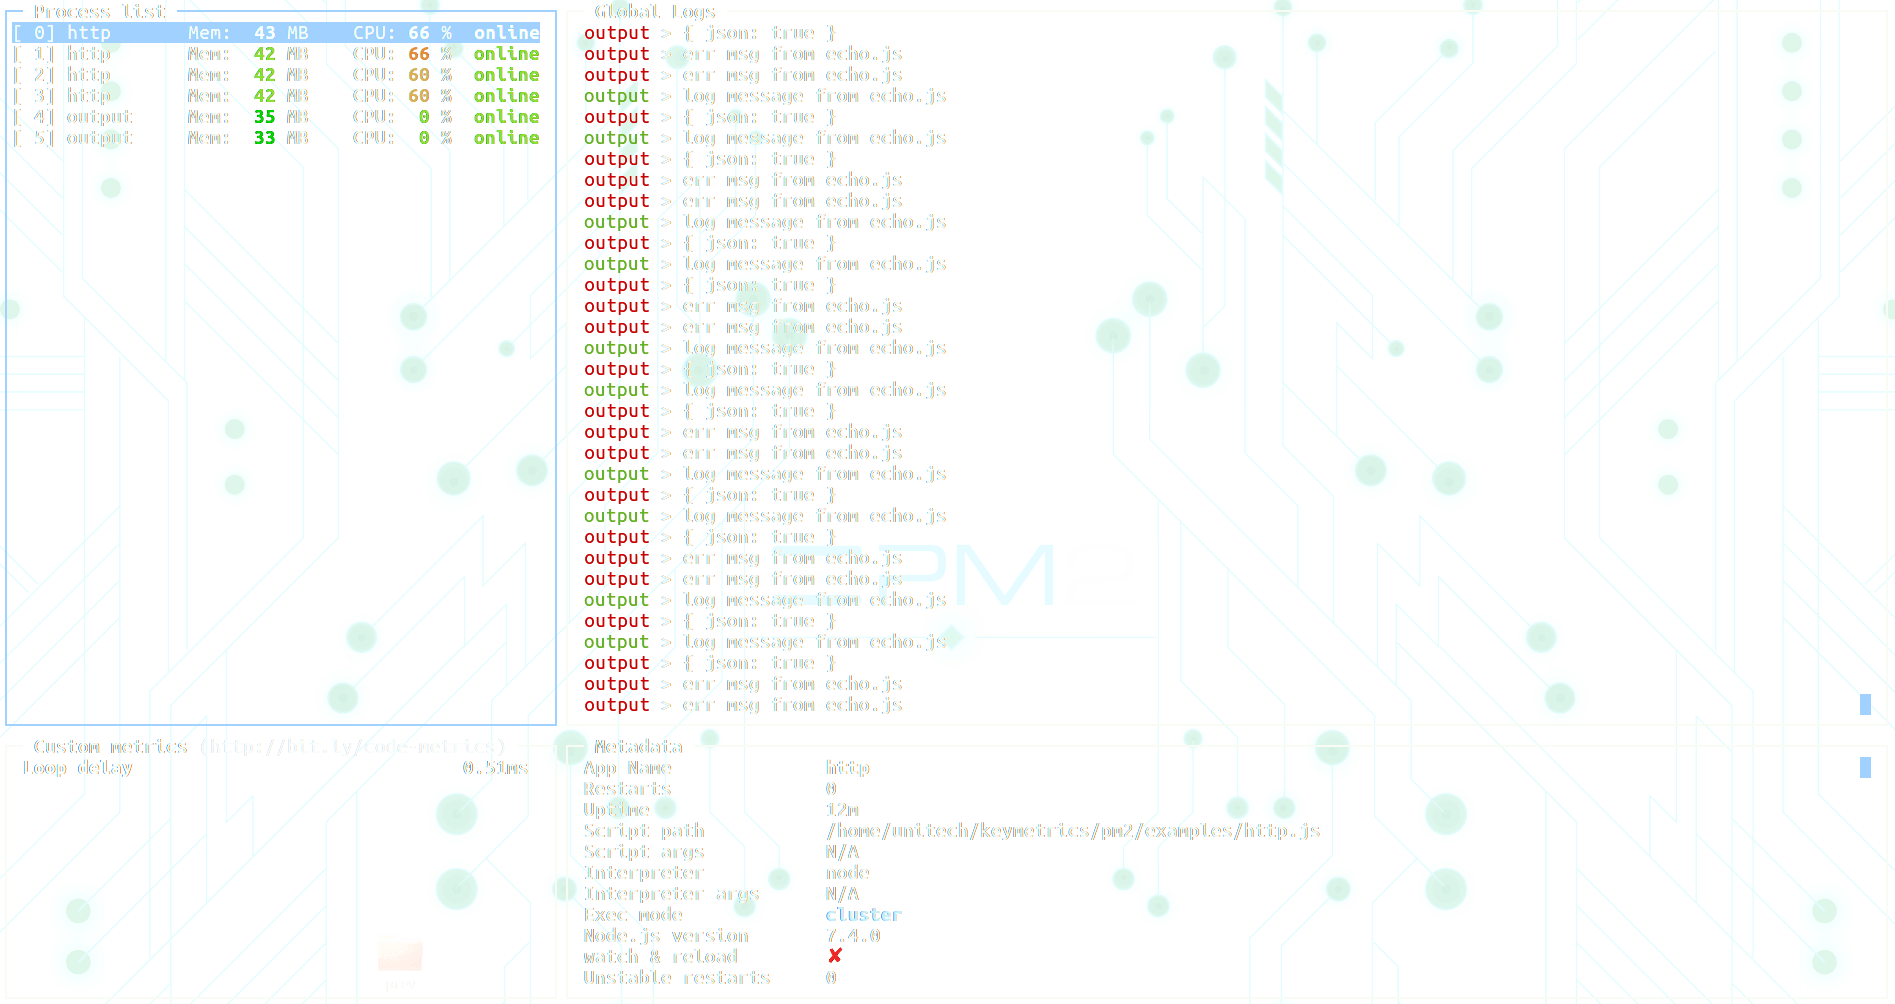 Process list
[ 0] http Mem: 43 MB CPU: 66 % online
[ 1] http Mem: 42 MB CPU: 66 % online
[ 2] http Mem: 42 MB CPU: 60 % online
[ 3] http Mem: 42 MB CPU: 60 % online
[ 4] output Mem: 35 MB CPU: 0 % online
[ 5] output Mem: 33 MB CPU: 0 % online
Global Logs
output > { json: true }
output > err msg from echo.js
output > err msg from echo.js
output > log message from echo.js
output > { json: true }
output > log message from echo.js
output > { json: true }
output > err msg from echo.js
output > err msg from echo.js
output > log message from echo.js
output > { json: true }
output > log message from echo.js
output > { json: true }
output > err msg from echo.js
output > err msg from echo.js
output > log message from echo.js
output > { json: true }
output > log message from echo.js
output > { json: true }
output > err msg from echo.js
output > err msg from echo.js
output > log message from echo.js
output > { json: true }
output > log message from echo.js
output > { json: true }
output > err msg from echo.js
output > err msg from echo.js
output > log message from echo.js
output > { json: true }
output > log message from echo.js
output > { json: true }
output > err msg from echo.js
output > err msg from echo.js
PM2
Custom metrics (http://bit.ly/code-metrics)
Loop delay 0.51ms
Metadata
App Name http
Restarts 0
Uptime 12m
Script path /home/unitech/keymetrics/pm2/examples/http.js
Script args N/A
Interpreter node
Interpreter args N/A
Exec mode cluster
Node.js version 7.4.0
watch & reload ✘
Unstable restarts 0